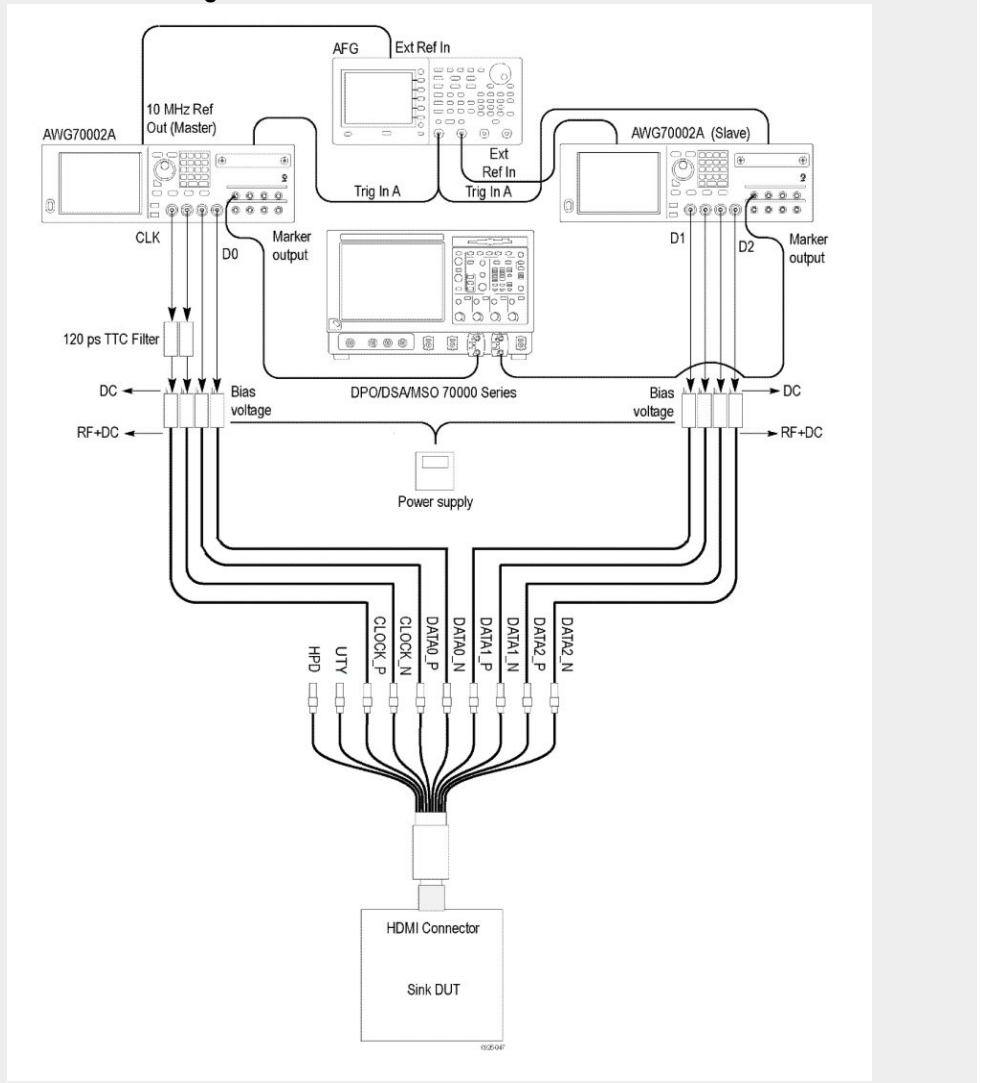 AFG
Ext Ref In
10 MHz Ref
Out (Master)
AWG70002A
AWG70002A (Slave)
Ext
Ref In
Trig In A
Trig In A
CLK
D0
Marker
output
D1
D2
Marker
output
120 ps TTC Filter
DC
Bias
voltage
DPO/DSA/MSO 70000 Series
Bias
voltage
DC
RF+DC
RF+DC
Power supply
HPD
UTY
CLOCK_P
CLOCK_N
DATA0_P
DATA0_N
DATA1_P
DATA1_N
DATA2_P
DATA2_N
HDMI Connector
Sink DUT